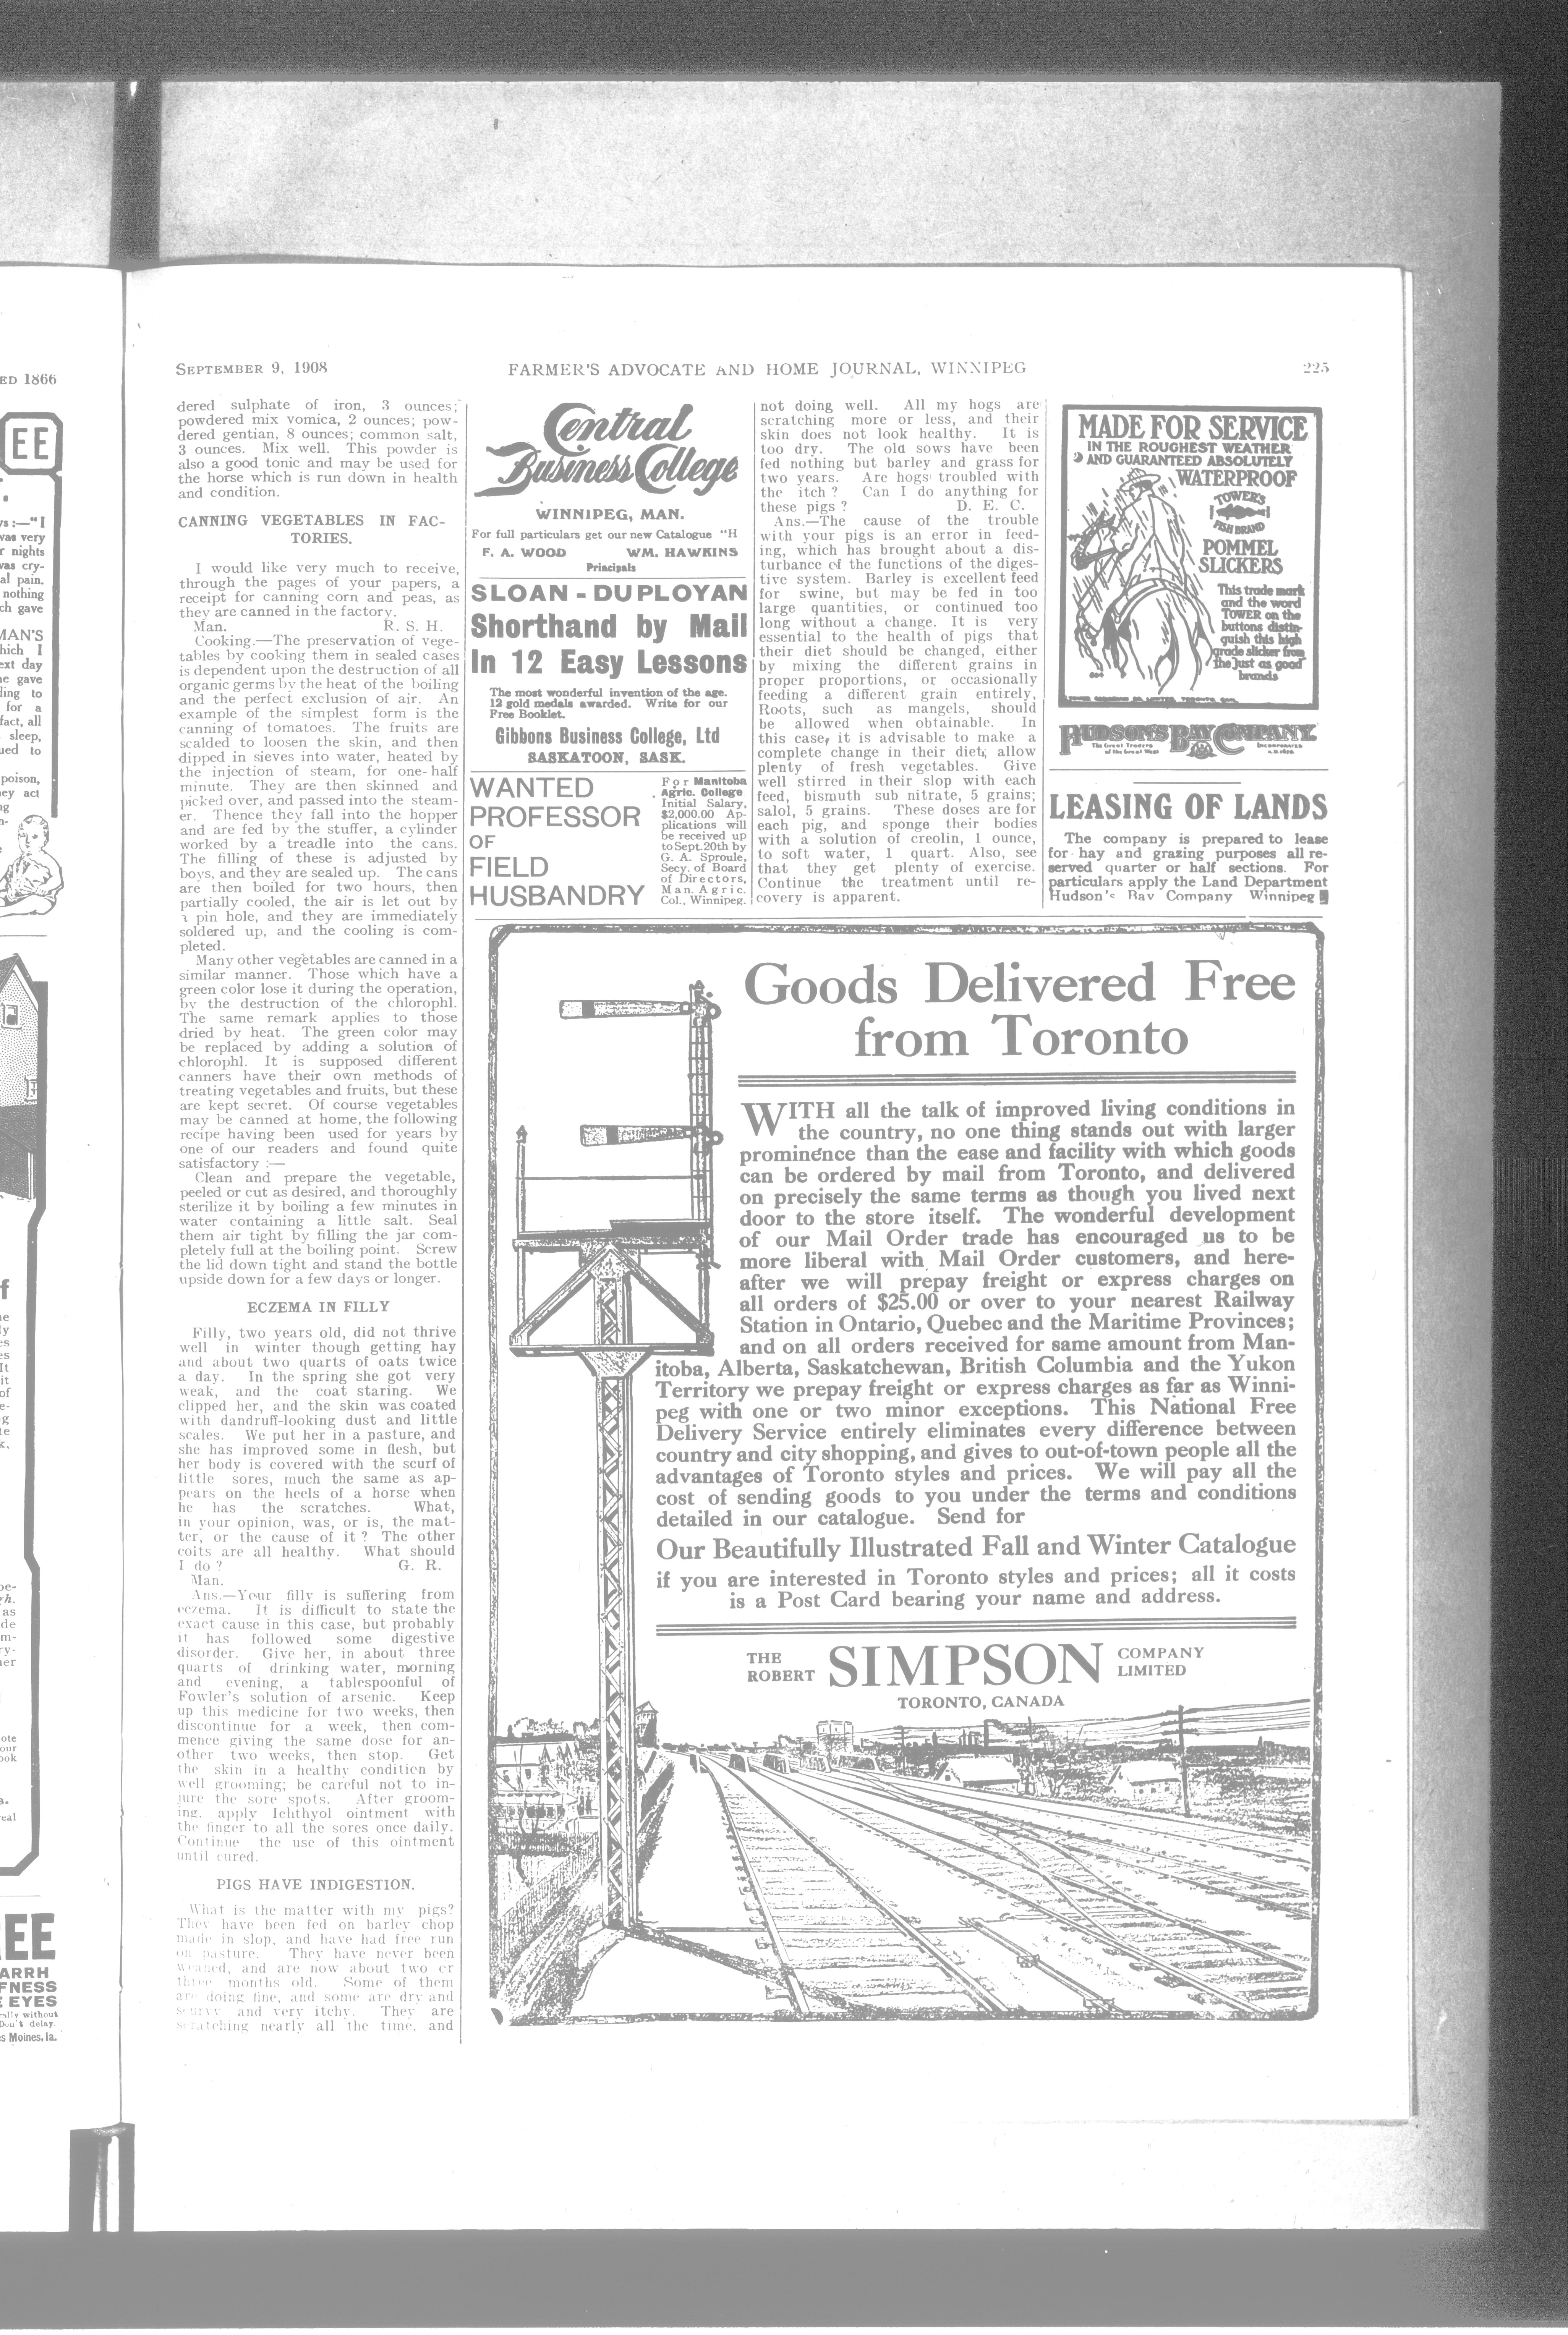 SEPTEMBER 9, 1908
FARMER'S ADVOCATE AND HOME JOURNAL, WINNIPEG
225
dered sulphate of iron, 3 ounces;
powdered mix vomica, 2 ounces; pow-
dered gentian, 8 ounces; common salt,
3 ounces. Mix well. This powder is
also a good tonic and may be used for
the horse which is run down in health
and condition.
CANNING VEGETABLES IN FAC-
TORIES.
I would like very much to receive,
through the pages of your papers, a
receipt for canning corn and peas, as
they are canned in the factory.
Man. R. S. H.
Cooking.—The preservation of vege-
tables by cooking them in sealed cases
is dependent upon the destruction of all
organic germs by the heat of the boiling
and the perfect exclusion of air. An
example of the simplest form is the
canning of tomatoes. The fruits are
scalded to loosen the skin, and then
dipped in sieves into water, heated by
the injection of steam, for one-half
minute. They are then skinned and
picked over, and passed into the steam-
er. Thence they fall into the hopper
and are fed by the stuffer, a cylinder
worked by a treadle into the cans.
The filling of these is adjusted by
boys, and they are sealed up. The cans
are then boiled for two hours, then
partially cooled, the air is let out by
a pin hole, and they are immediately
soldered up, and the cooling is com-
pleted.
Many other vegetables are canned in a
similar manner. Those which have a
green color lose it during the operation,
by the destruction of the chlorophl.
The same remark applies to those
dried by heat. The green color may
be replaced by adding a solution of
chlorophl. It is supposed different
canners have their own methods of
treating vegetables and fruits, but these
are kept secret. Of course vegetables
may be canned at home, the following
recipe having been used for years by
one of our readers and found quite
satisfactory :—
Clean and prepare the vegetable,
peeled or cut as desired, and thoroughly
sterilize it by boiling a few minutes in
water containing a little salt. Seal
them air tight by filling the jar com-
pletely full at the boiling point. Screw
the lid down tight and stand the bottle
upside down for a few days or longer.
ECZEMA IN FILLY
Filly, two years old, did not thrive
well in winter though getting hay
and about two quarts of oats twice
a day. In the spring she got very
weak, and the coat staring. We
clipped her, and the skin was coated
with dandruff-looking dust and little
scales. We put her in a pasture, and
she has improved some in flesh, but
her body is covered with the scurf of
little sores, much the same as ap-
pears on the heels of a horse when
he has the scratches. What,
in your opinion, was, or is, the mat-
ter, or the cause of it ? The other
colts are all healthy. What should
I do ? G. R.
Man.
Ans.—Your filly is suffering from
eczema. It is difficult to state the
exact cause in this case, but probably
it has followed some digestive
disorder. Give her, in about three
quarts of drinking water, morning
and evening, a tablespoonful of
Fowler's solution of arsenic. Keep
up this medicine for two weeks, then
discontinue for a week, then com-
mence giving the same dose for an-
other two weeks, then stop. Get
the skin in a healthy condition by
well grooming; be careful not to in-
jure the sore spots. After groom-
ing, apply Ichthyol ointment with
the finger to all the sores once daily.
Continue the use of this ointment
until cured.
PIGS HAVE INDIGESTION.
What is the matter with my pigs?
They have been fed on barley chop
made in slop, and have had free run
on pasture. They have never been
weaned, and are now about two or
three months old. Some of them
are doing fine, and some are dry and
scurvy and very itchy. They are
scratching nearly all the time, and
Central
Business College
WINNIPEG, MAN.
For full particulars get our new Catalogue "H
F. A. WOOD WM. HAWKINS
Principals
SLOAN - DUPLOYAN
Shorthand by Mail
In 12 Easy Lessons
The most wonderful invention of the age.
12 gold medals awarded. Write for our
Free Booklet.
Gibbons Business College, Ltd
SASKATOON, SASK.
WANTED
PROFESSOR
OF
FIELD
HUSBANDRY
For Manitoba
Agric. College
Initial Salary,
$2,000.00 Ap-
plications will
be received up
to Sept. 20th by
G. A. Sproule,
Secy. of Board
of Directors,
Man. Agric.
Col., Winnipeg.
not doing well. All my hogs are
scratching more or less, and their
skin does not look healthy. It is
too dry. The old sows have been
fed nothing but barley and grass for
two years. Are hogs troubled with
the itch ? Can I do anything for
these pigs ? D. E. C.
Ans.—The cause of the trouble
with your pigs is an error in feed-
ing, which has brought about a dis-
turbance of the functions of the diges-
tive system. Barley is excellent feed
for swine, but may be fed in too
large quantities, or continued too
long without a change. It is very
essential to the health of pigs that
their diet should be changed, either
by mixing the different grains in
proper proportions, or occasionally
feeding a different grain entirely,
Roots, such as mangels, should
be allowed when obtainable. In
this case, it is advisable to make a
complete change in their diet, allow
plenty of fresh vegetables. Give
well stirred in their slop with each
feed, bismuth sub nitrate, 5 grains;
salol, 5 grains. These doses are for
each pig, and sponge their bodies
with a solution of creolin, 1 ounce,
to soft water, 1 quart. Also, see
that they get plenty of exercise.
Continue the treatment until re-
covery is apparent.
MADE FOR SERVICE
IN THE ROUGHEST WEATHER
AND GUARANTEED ABSOLUTELY
WATERPROOF
TOWER'S
FISH BRAND
POMMEL
SLICKERS
This trade mark
and the word
TOWER on the
buttons distin-
guish this high
grade slicker from
the just as good
brands
HUDSON'S BAY COMPANY.
The Great Traders
of the Great West
Incorporated
A.D. 1670
LEASING OF LANDS
The company is prepared to lease
for hay and grazing purposes all re-
served quarter or half sections. For
particulars apply the Land Department
Hudson's Bay Company Winnipeg
Goods Delivered Free
from Toronto
WITH all the talk of improved living conditions in
the country, no one thing stands out with larger
prominence than the ease and facility with which goods
can be ordered by mail from Toronto, and delivered
on precisely the same terms as though you lived next
door to the store itself. The wonderful development
of our Mail Order trade has encouraged us to be
more liberal with Mail Order customers, and here-
after we will prepay freight or express charges on
all orders of $25.00 or over to your nearest Railway
Station in Ontario, Quebec and the Maritime Provinces;
and on all orders received for same amount from Man-
itoba, Alberta, Saskatchewan, British Columbia and the Yukon
Territory we prepay freight or express charges as far as Winni-
peg with one or two minor exceptions. This National Free
Delivery Service entirely eliminates every difference between
country and city shopping, and gives to out-of-town people all the
advantages of Toronto styles and prices. We will pay all the
cost of sending goods to you under the terms and conditions
detailed in our catalogue. Send for
Our Beautifully Illustrated Fall and Winter Catalogue
if you are interested in Toronto styles and prices; all it costs
is a Post Card bearing your name and address.
THE
ROBERT
SIMPSON
COMPANY
LIMITED
TORONTO, CANADA